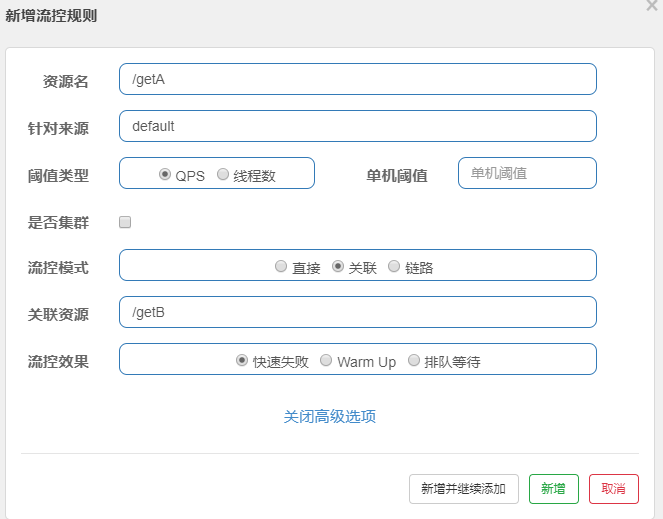 新增流控规则
资源名 /getA
针对来源 default
阈值类型 QPS 线程数 单机阈值 单机阈值
是否集群
流控模式 直接 关联 链路
关联资源 /getB
流控效果 快速失败 Warm Up 排队等待
关闭高级选项
新增并继续添加 新增 取消